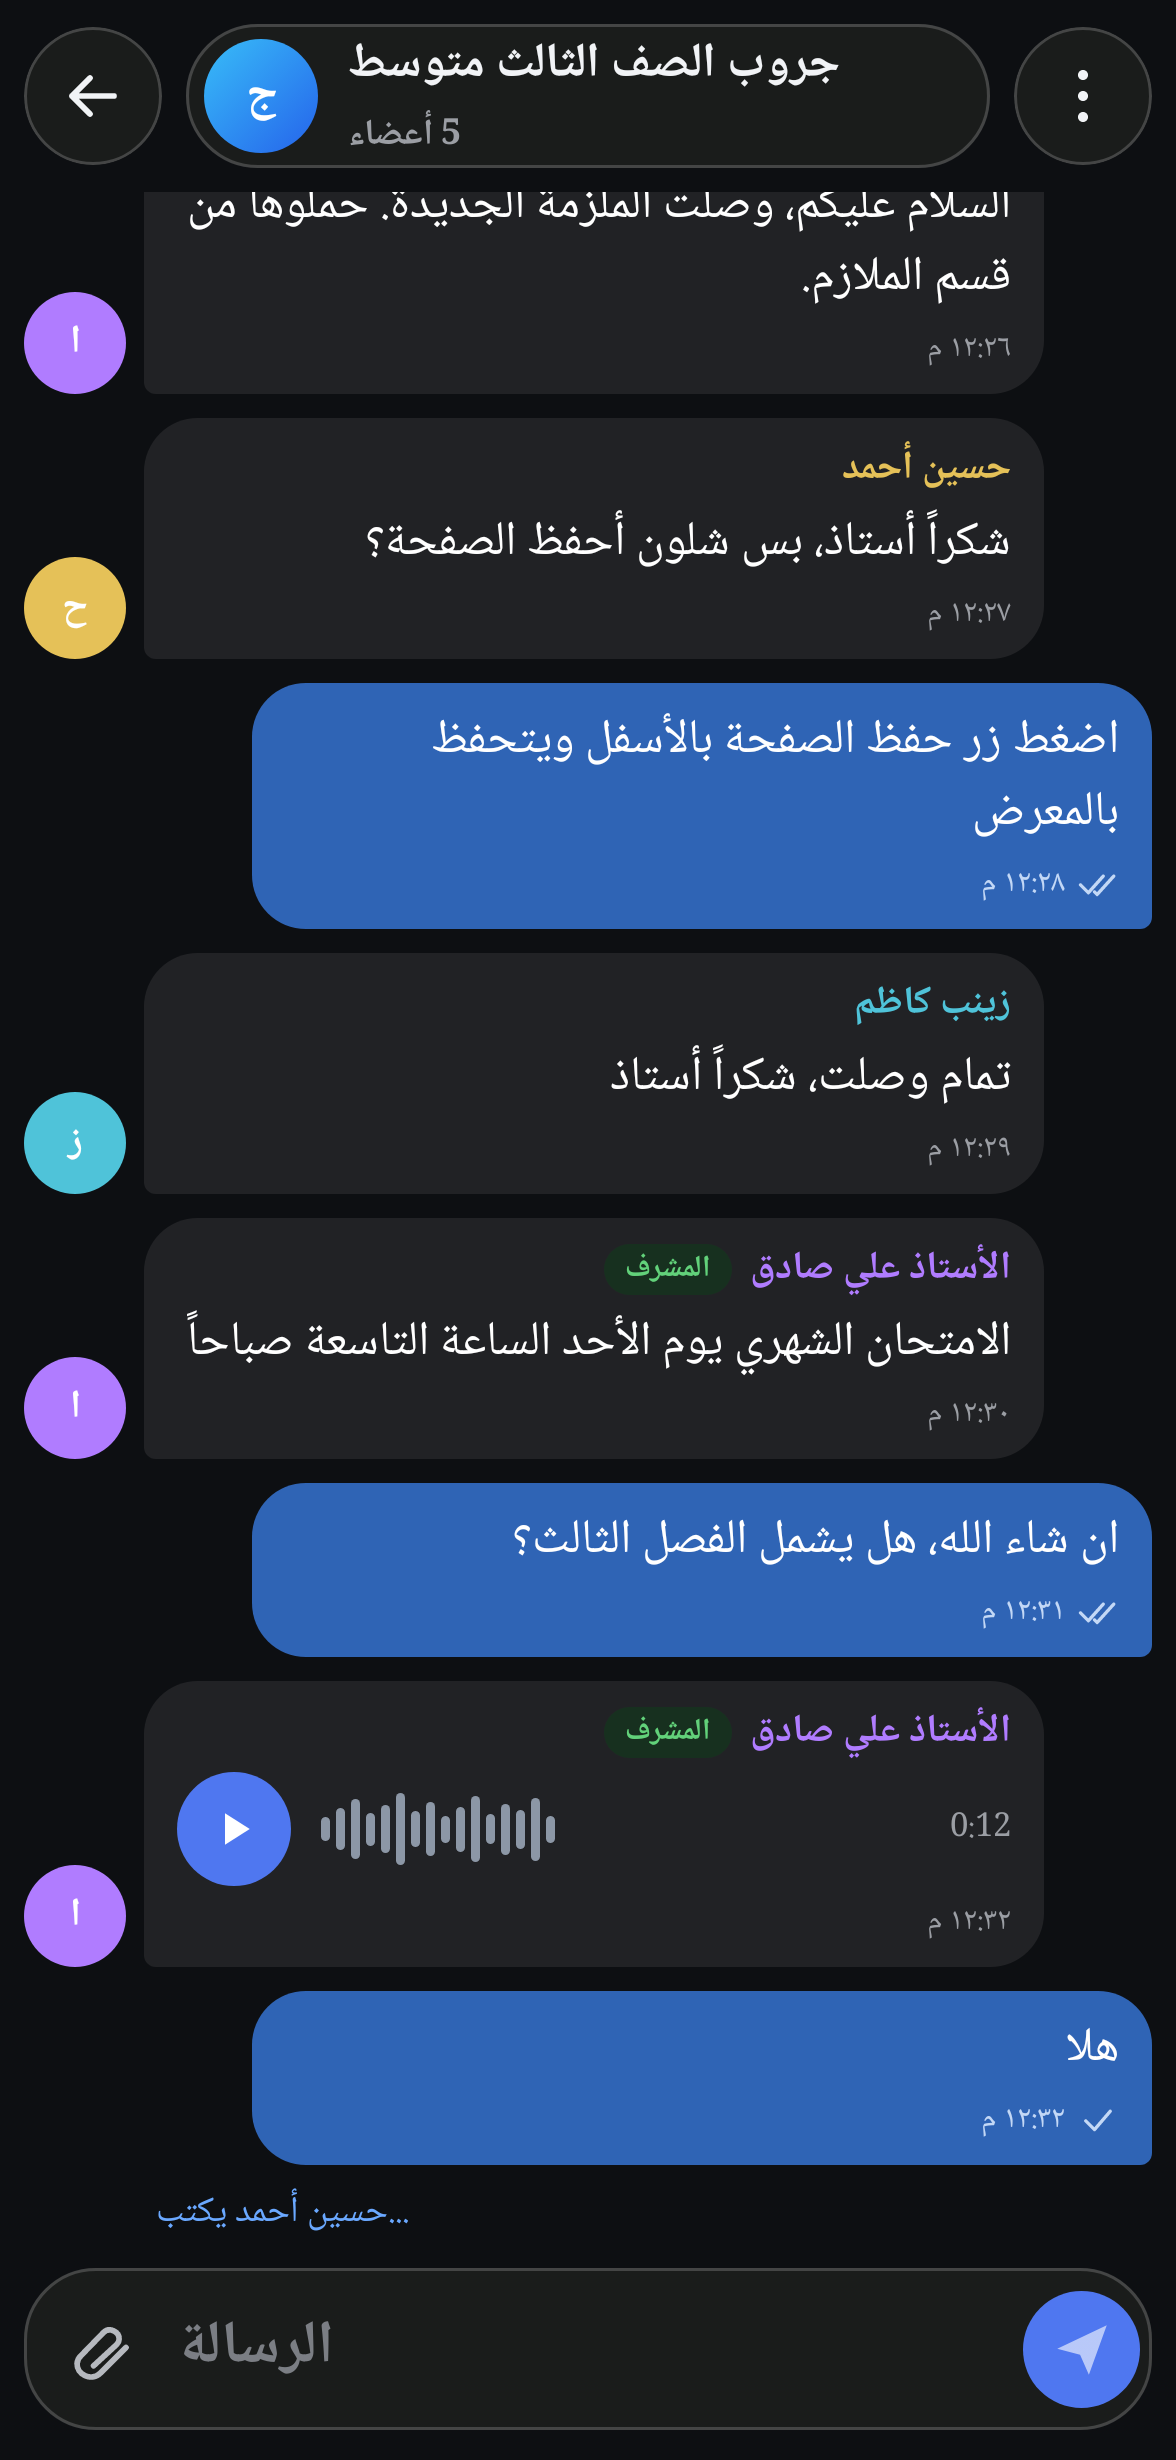 جروب الصف الثالث متوسط
ج
5 أعضاء
السلام عليكم، وصلت الملزمة الجديدة. حملوها من
قسم الملازم.
١٢:٢٦ م
أ
حسين أحمد
شكراً أستاذ، بس شلون أحفظ الصفحة؟
١٢:٢٧ م
ح
اضغط زر حفظ الصفحة بالأسفل ويتحفظ
بالمعرض
١٢:٢٨ م
زينب كاظم
تمام وصلت، شكراً أستاذ
١٢:٢٩ م
ز
الأستاذ علي صادق المشرف
الامتحان الشهري يوم الأحد الساعة التاسعة صباحاً
١٢:٣٠ م
أ
ان شاء الله، هل يشمل الفصل الثالث؟
١٢:٣١ م
الأستاذ علي صادق المشرف
0:12
١٢:٣٢ م
أ
هلا
١٢:٣٢ م
...حسين أحمد يكتب
الرسالة